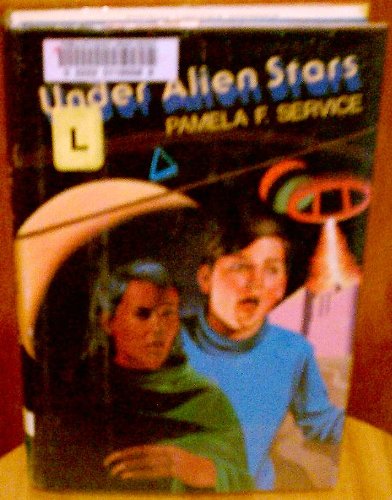 Under Alien Stars
PAMELA F. SERVICE
L